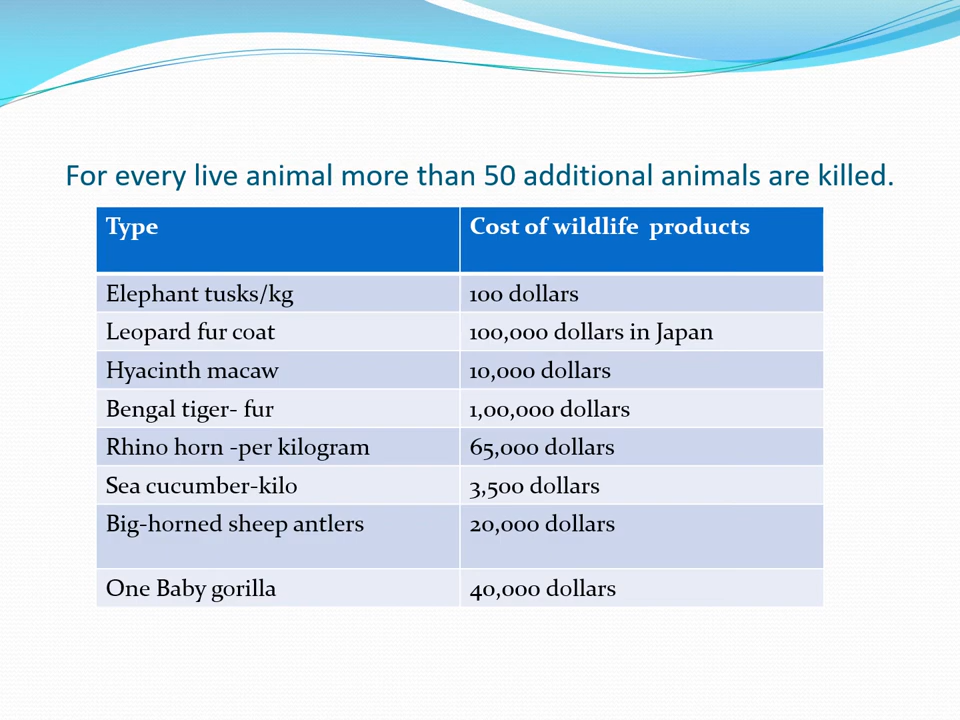 For every live animal more than 50 additional animals are killed.
Type
Cost of wildlife products
Elephant tusks/kg
100 dollars
Leopard fur coat
100,000 dollars in Japan
Hyacinth macaw
10,000 dollars
Bengal tiger- fur
1,00,000 dollars
Rhino horn -per kilogram
65,000 dollars
Sea cucumber-kilo
3,500 dollars
Big-horned sheep antlers
20,000 dollars
One Baby gorilla
40,000 dollars